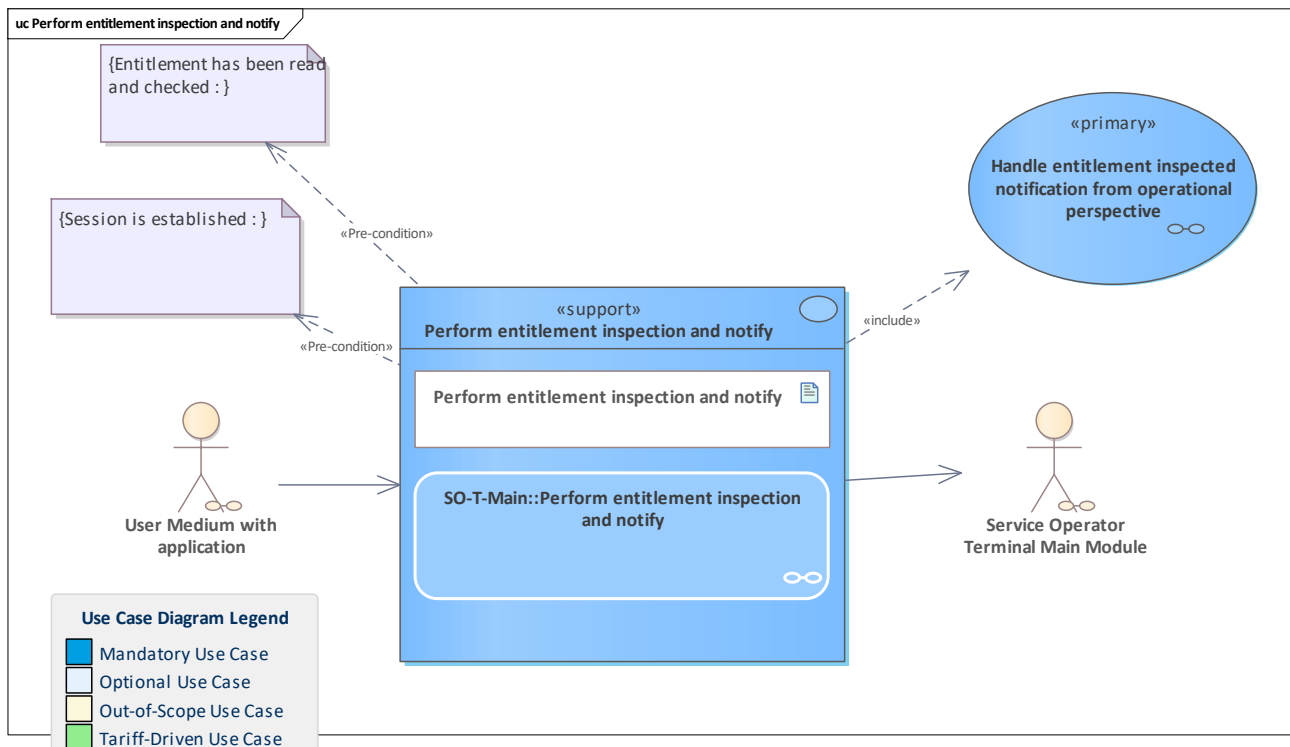 uc Perform entitlement inspection and notify
{Entitlement has been read
and checked : }
«primary»
Handle entitlement inspected
notification from operational
perspective
{Session is established : }
«Pre-condition»
«support»
Perform entitlement inspection and notify
«include»
«Pre-condition»
Perform entitlement inspection and notify
SO-T-Main::Perform entitlement inspection
and notify
User Medium with
application
Service Operator
Terminal Main Module
Use Case Diagram Legend
Mandatory Use Case
Optional Use Case
Out-of-Scope Use Case
Tariff-Driven Use Case